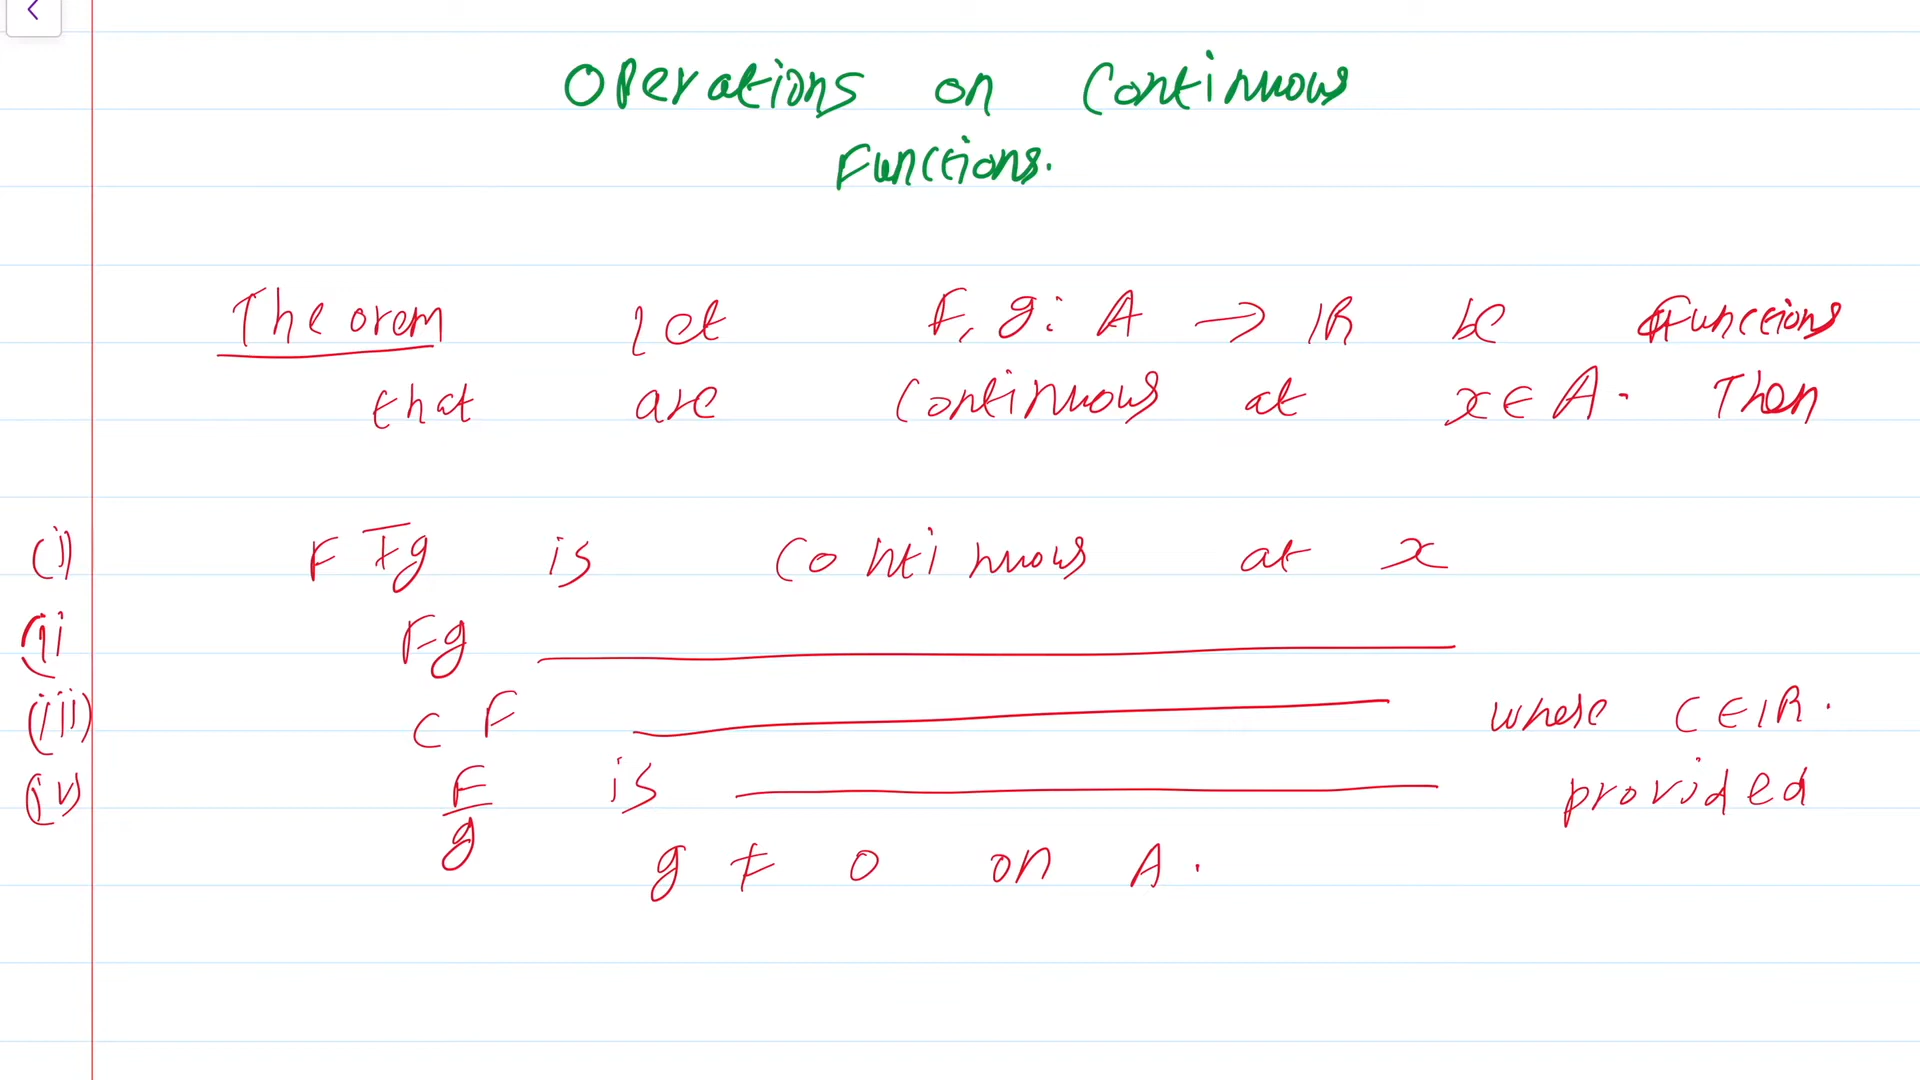 Operations on Continuous
Functions.
Theorem Let F, g: A → ℝ be Functions
that are continuous at x ∈ A. Then
(i) F ∓ g is continuous at x
(ii Fg ___
(iii) c F ___ where C ∈ ℝ.
(iv) F/g is ___ provided
g ≠ 0 on A.